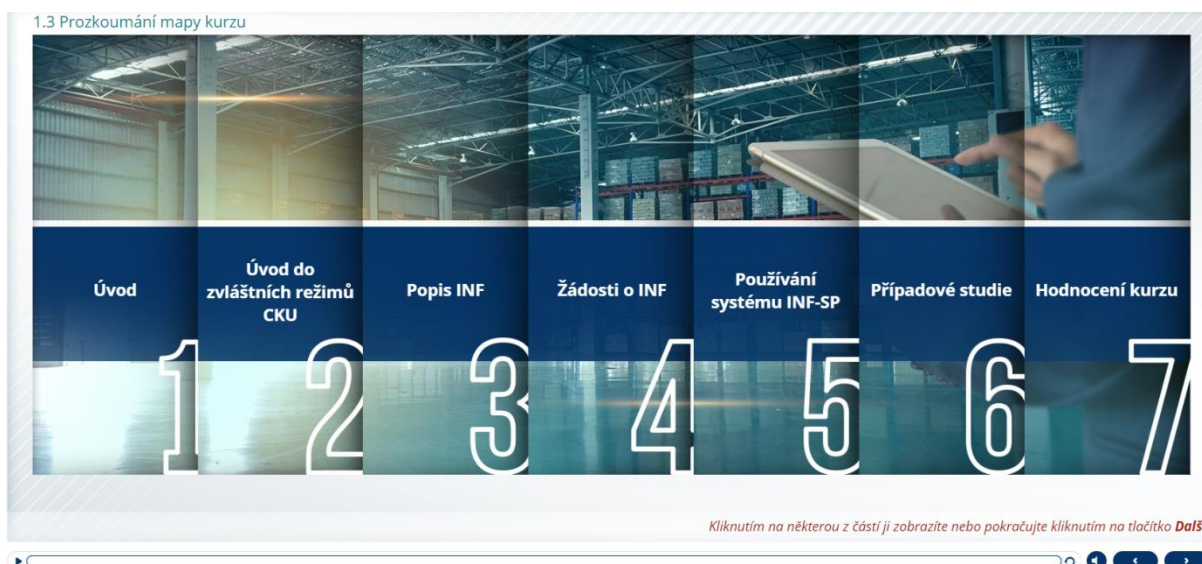 1.3 Prozkoumání mapy kurzu
Úvod
1
Úvod do
zvláštních režimů
CKU
2
Popis INF
3
Žádosti o INF
4
Používání
systému INF-SP
5
Případové studie
6
Hodnocení kurzu
7
Kliknutím na některou z částí ji zobrazíte nebo pokračujte kliknutím na tlačítko Dalš